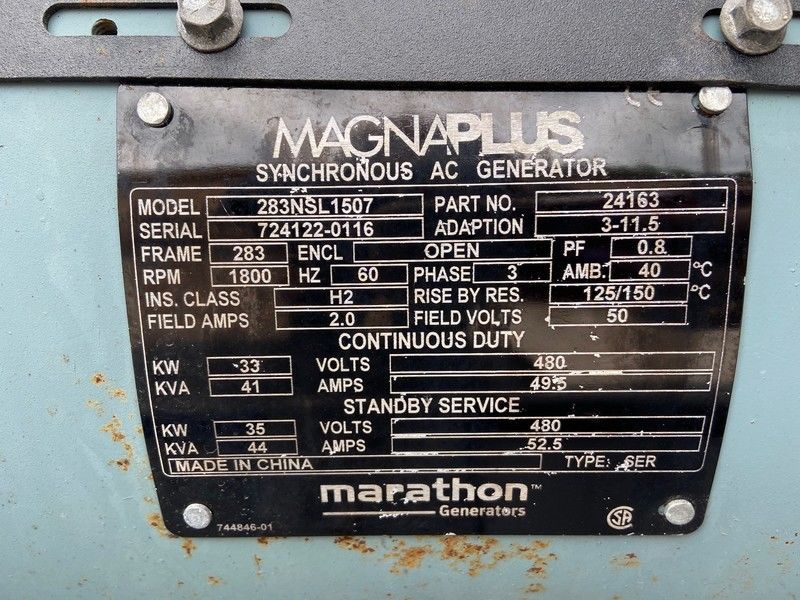 CE
MAGNAPLUS
SYNCHRONOUS AC GENERATOR
MODEL 283NSL1507 PART NO. 24163
SERIAL 724122-0116 ADAPTION 3-11.5
FRAME 283 ENCL OPEN PF 0.8
RPM 1800 HZ 60 PHASE 3 AMB. 40 °C
INS. CLASS H2 RISE BY RES. 125/150 °C
FIELD AMPS 2.0 FIELD VOLTS 50
CONTINUOUS DUTY
KW 33 VOLTS 480
KVA 41 AMPS 49.5
STANDBY SERVICE
KW 35 VOLTS 480
KVA 44 AMPS 52.5
MADE IN CHINA TYPE: SER
marathon™
Generators
744846-01 SA